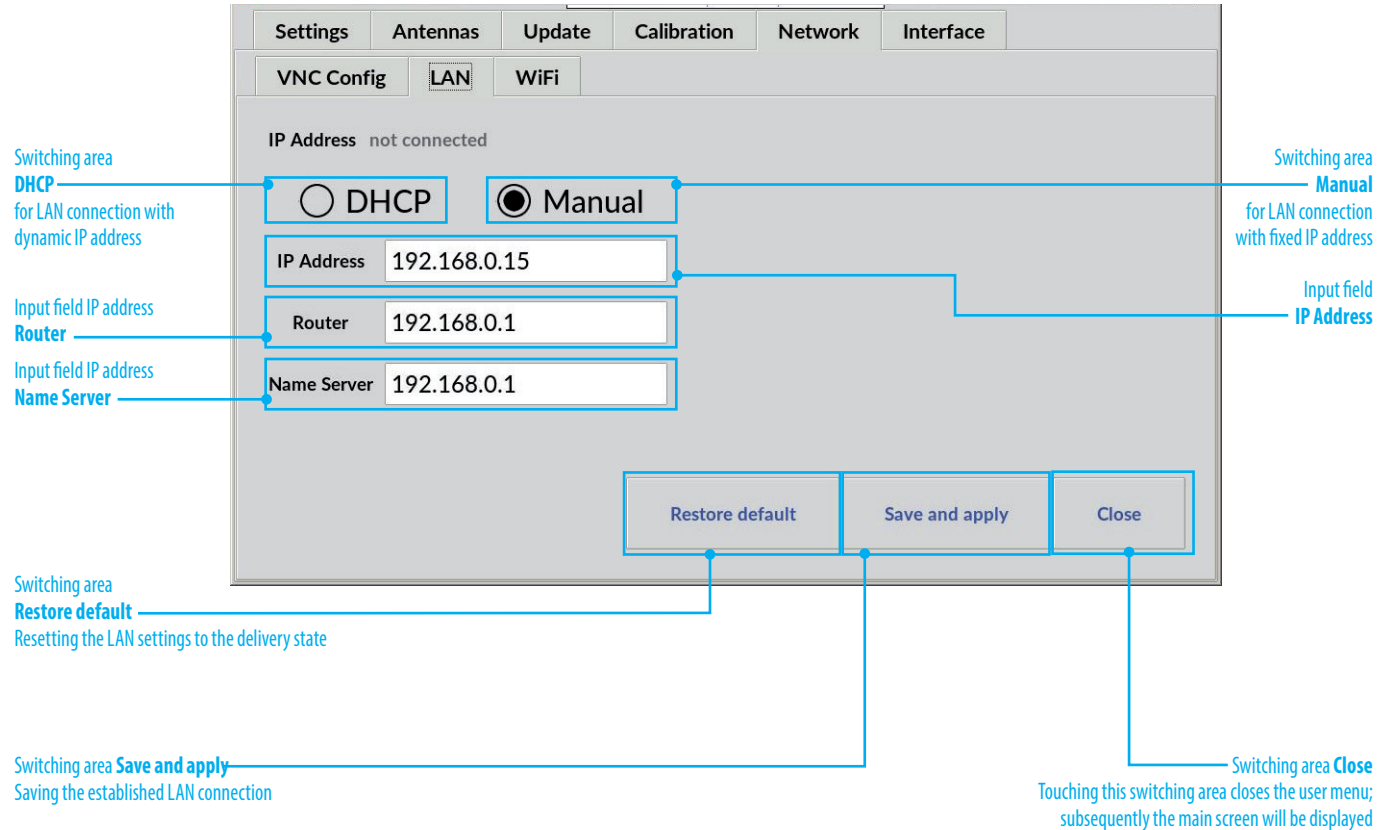 Settings Antennas Update Calibration Network Interface
VNC Config LAN WiFi
IP Address not connected
Switching area
DHCP
for LAN connection with
dynamic IP address
DHCP Manual
Switching area
Manual
for LAN connection
with fixed IP address
IP Address 192.168.0.15
Input field
IP Address
Input field IP address
Router
Router 192.168.0.1
Input field IP address
Name Server
Name Server 192.168.0.1
Restore default Save and apply Close
Switching area
Restore default
Resetting the LAN settings to the delivery state
Switching area Save and apply
Saving the established LAN connection
Switching area Close
Touching this switching area closes the user menu;
subsequently the main screen will be displayed